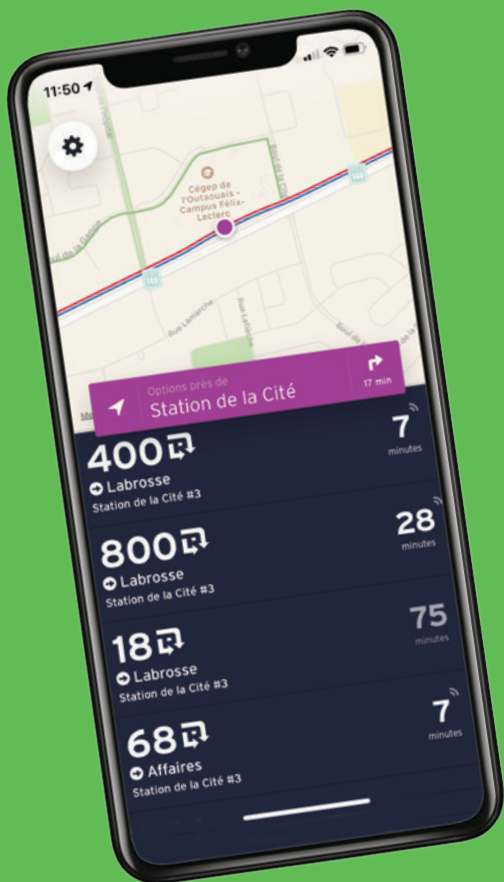 11:50
Cégep de
l'Outaouais -
Campus Félix-
Leclerc
148
148
Rue Lamarche
Options près de
Station de la Cité
17 min
400
Labrosse
Station de la Cité #3
7
minutes
800
Labrosse
Station de la Cité #3
28
minutes
18
Labrosse
Station de la Cité #3
75
minutes
68
Affaires
Station de la Cité #3
7
minutes